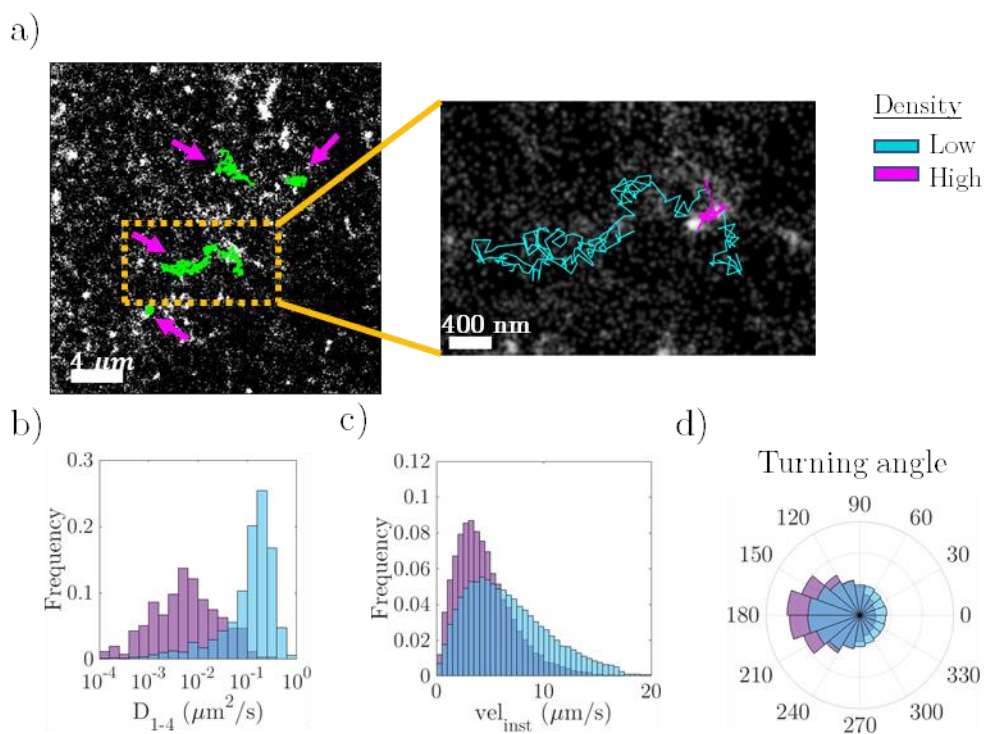 a)
Density
Low
High
4 μm
400 nm
b)
c)
d)
Turning angle
0.3
0.2
0.1
0
Frequency
10⁻⁴ 10⁻³ 10⁻² 10⁻¹ 10⁰
D₁₋₄ (μm²/s)
0.12
0.1
0.08
0.06
0.04
0.02
0
Frequency
0 10 20
vel_inst (μm/s)
90
120 60
150 30
180 0
210 330
240 300
270